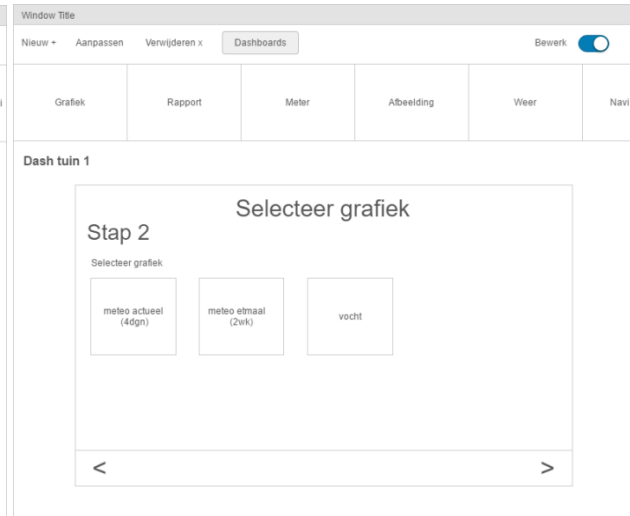 Window Title
Nieuw + Aanpassen Verwijderen x Dashboards Bewerk
Grafiek Rapport Meter Afbeelding Weer Navi
Dash tuin 1
Selecteer grafiek
Stap 2
Selecteer grafiek
meteo actueel
(4dgn)
meteo etmaal
(2wk)
vocht
< >